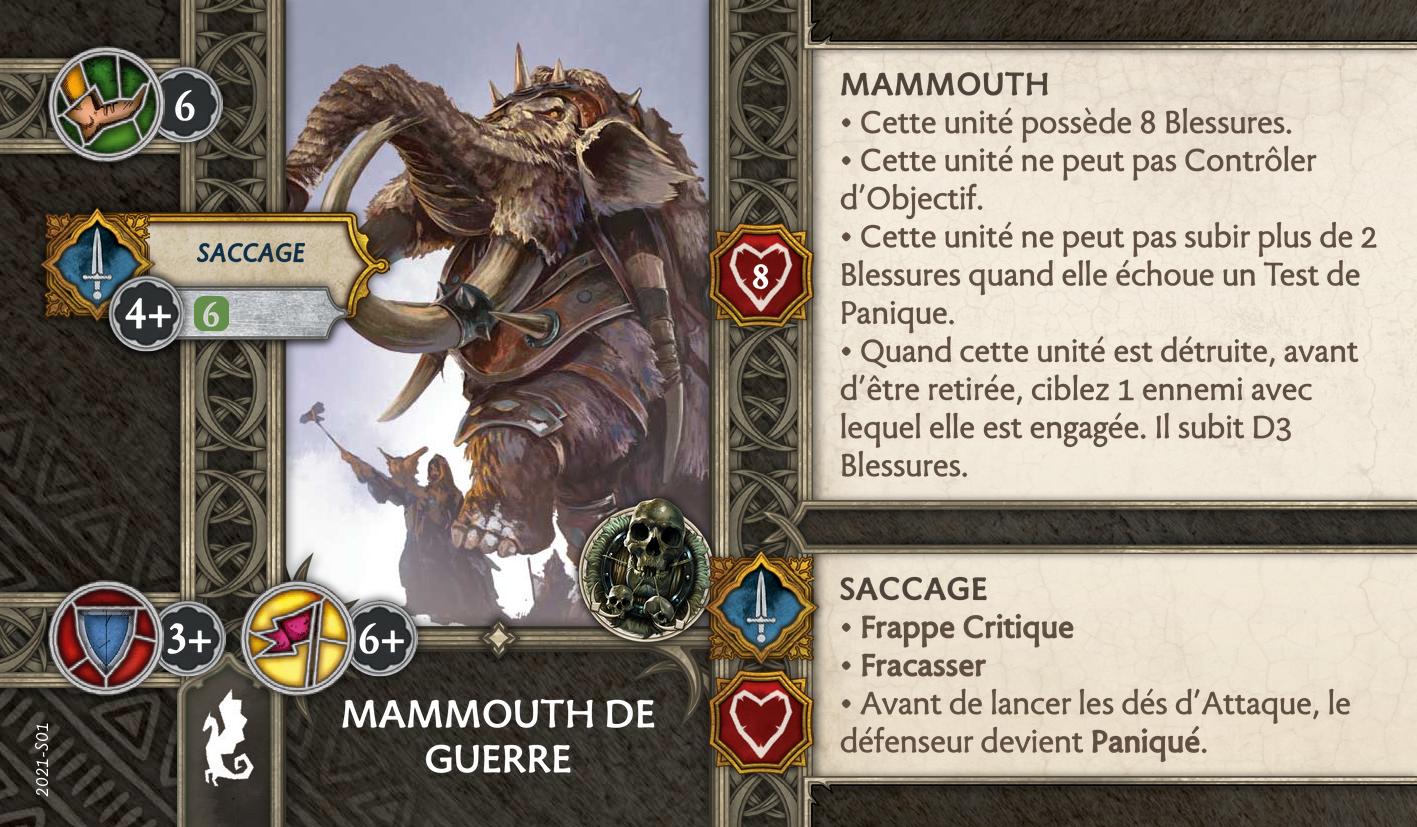 6
SACCAGE
4+ 6
3+ 6+
MAMMOUTH DE
GUERRE
2021-S01
8
MAMMOUTH
• Cette unité possède 8 Blessures.
• Cette unité ne peut pas Contrôler
d'Objectif.
• Cette unité ne peut pas subir plus de 2
Blessures quand elle échoue un Test de
Panique.
• Quand cette unité est détruite, avant
d'être retirée, ciblez 1 ennemi avec
lequel elle est engagée. Il subit D3
Blessures.
SACCAGE
• Frappe Critique
• Fracasser
• Avant de lancer les dés d'Attaque, le
défenseur devient Paniqué.